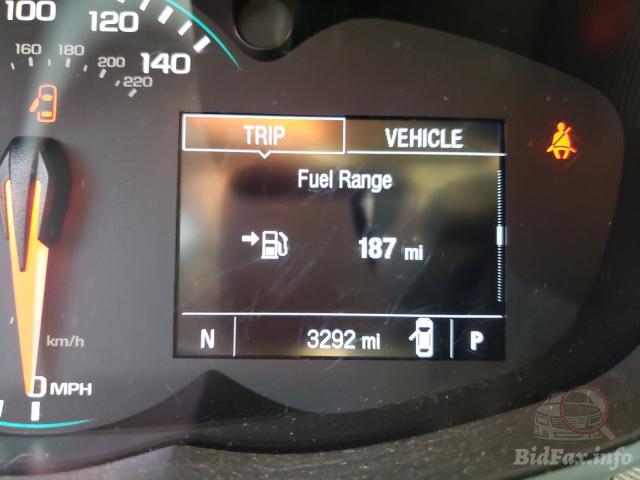 100 120 140
160 180 200 220
TRIP VEHICLE
Fuel Range
187 mi
N 3292 mi P
km/h
0 MPH
BidFax.info